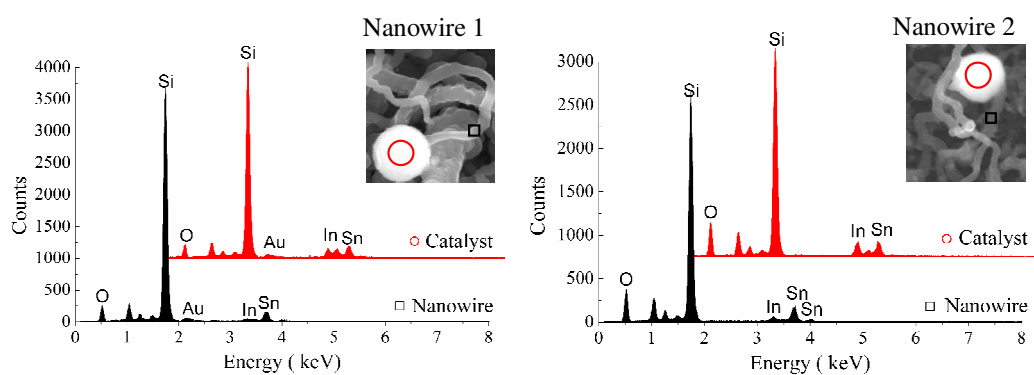 Nanowire 1
Si
Si
O
Au
In
Sn
Catalyst
O
Au
In
Sn
Nanowire
4000
3500
3000
2500
2000
1500
1000
500
0
0
1
2
3
4
5
6
7
8
Counts
Energy ( keV)
Nanowire 2
Si
Si
O
In
Sn
Catalyst
O
In
Sn
Sn
Nanowire
3000
2500
2000
1500
1000
500
0
0
1
2
3
4
5
6
7
8
Counts
Energy ( keV)